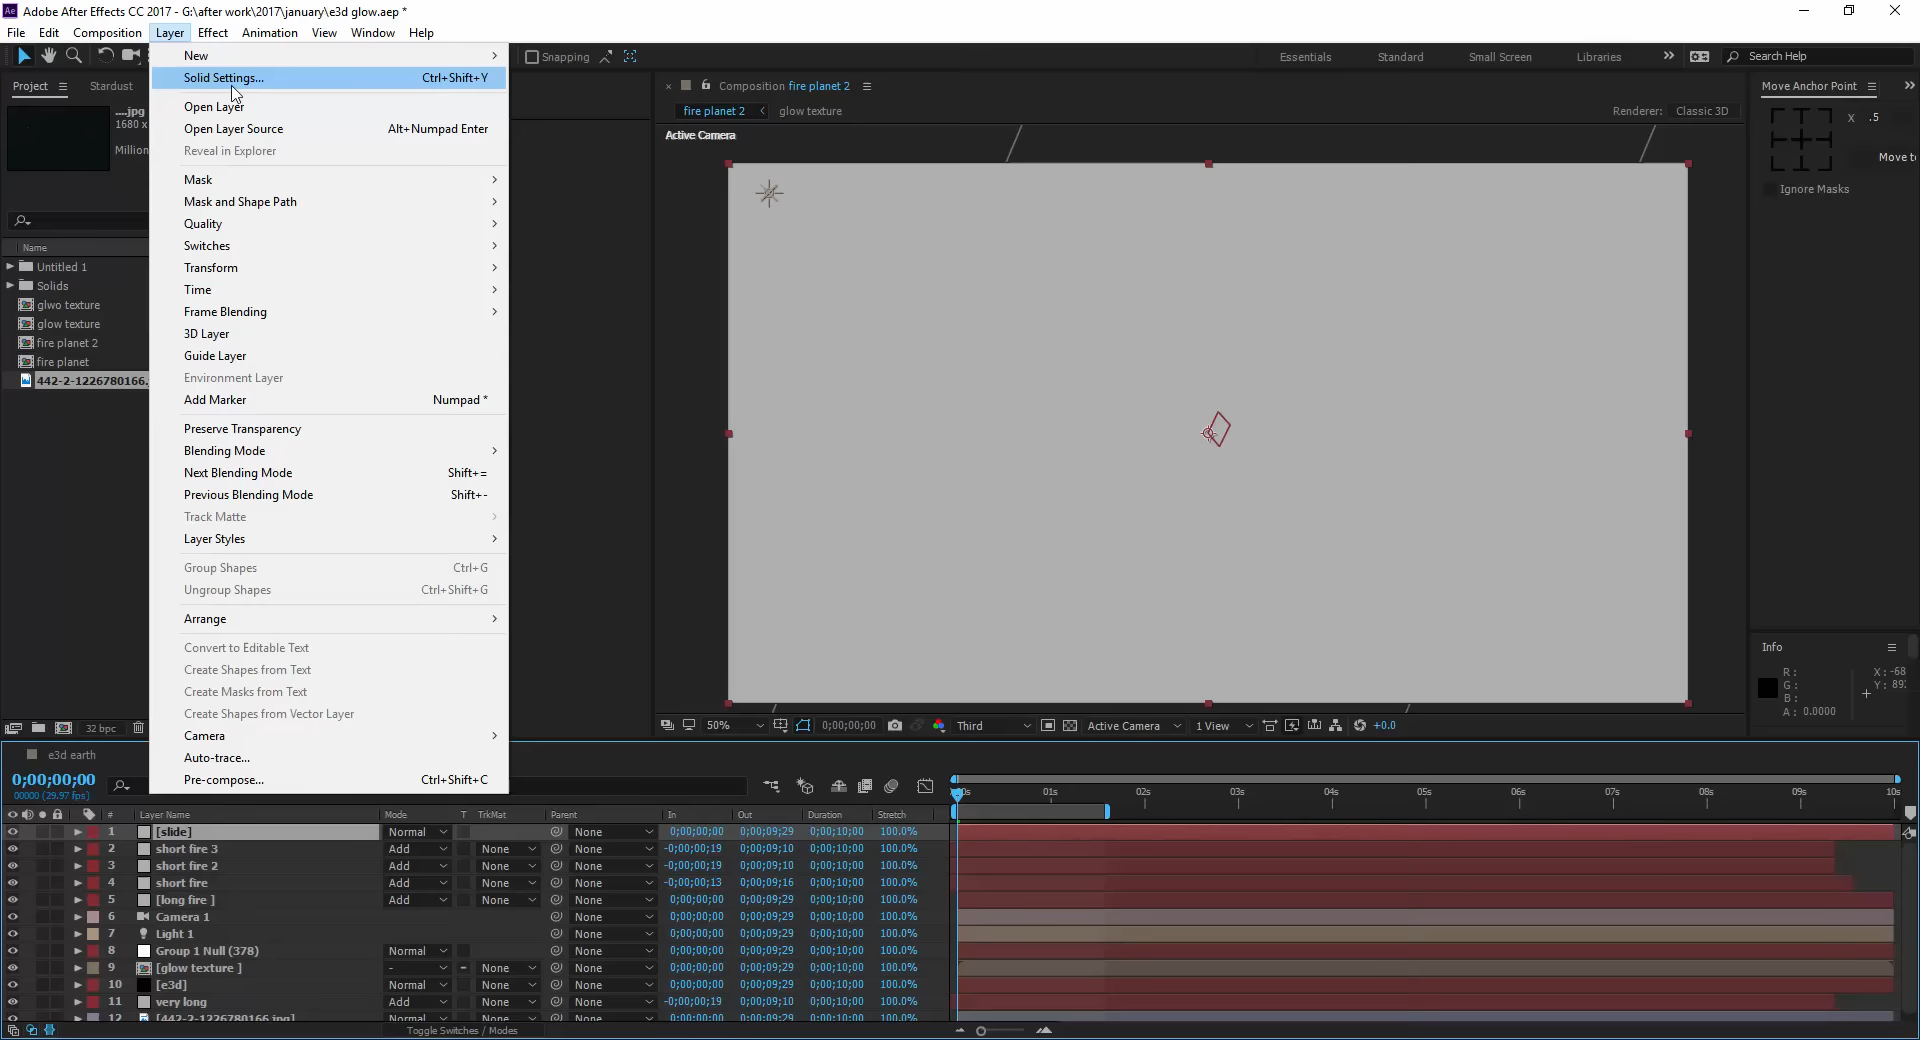 Adobe After Effects CC 2017 - G:\after work\2017\january\e3d glow.aep *
File Edit Composition Layer Effect Animation View Window Help
Snapping Essentials Standard Small Screen Libraries Search Help
Project Stardust
....jpg
1680 x
Million
Name
Untitled 1
Solids
glwo texture
glow texture
fire planet 2
fire planet
442-2-1226780166.
32 bpc
New
Solid Settings... Ctrl+Shift+Y
Open Layer
Open Layer Source Alt+Numpad Enter
Reveal in Explorer
Mask
Mask and Shape Path
Quality
Switches
Transform
Time
Frame Blending
3D Layer
Guide Layer
Environment Layer
Add Marker Numpad *
Preserve Transparency
Blending Mode
Next Blending Mode Shift+=
Previous Blending Mode Shift+-
Track Matte
Layer Styles
Group Shapes Ctrl+G
Ungroup Shapes Ctrl+Shift+G
Arrange
Convert to Editable Text
Create Shapes from Text
Create Masks from Text
Create Shapes from Vector Layer
Camera
Auto-trace...
Pre-compose... Ctrl+Shift+C
Composition fire planet 2
fire planet 2 glow texture Renderer: Classic 3D
Active Camera
50% 0;00;00;00 Third Active Camera 1 View +0.0
Move Anchor Point
X .5
Move to
Ignore Masks
Info
R: X: -68
G: Y: 892
B:
A: 0.0000
e3d earth
0;00;00;00
00000 (29.97 fps)
01s 02s 03s 04s 05s 06s 07s 08s 09s 10s
# Layer Name Mode T TrkMat Parent In Out Duration Stretch
1 [slide] Normal None 0;00;00;00 0;00;09;29 0;00;10;00 100.0%
2 short fire 3 Add None None -0;00;00;19 0;00;09;10 0;00;10;00 100.0%
3 short fire 2 Add None None -0;00;00;19 0;00;09;10 0;00;10;00 100.0%
4 short fire Add None None -0;00;00;13 0;00;09;16 0;00;10;00 100.0%
5 [long fire ] Add None None 0;00;00;00 0;00;09;29 0;00;10;00 100.0%
6 Camera 1 None 0;00;00;00 0;00;09;29 0;00;10;00 100.0%
7 Light 1 None 0;00;00;00 0;00;09;29 0;00;10;00 100.0%
8 Group 1 Null (378) Normal None 0;00;00;00 0;00;09;29 0;00;10;00 100.0%
9 [glow texture ] - None None 0;00;00;00 0;00;09;29 0;00;10;00 100.0%
10 [e3d] Normal None None 0;00;00;00 0;00;09;29 0;00;10;00 100.0%
11 very long Add None None -0;00;00;19 0;00;09;10 0;00;10;00 100.0%
12 [442-2-1226780166.jpg] Normal None None 0;00;00;00 0;00;09;29 0;00;10;00 100.0%
Toggle Switches / Modes